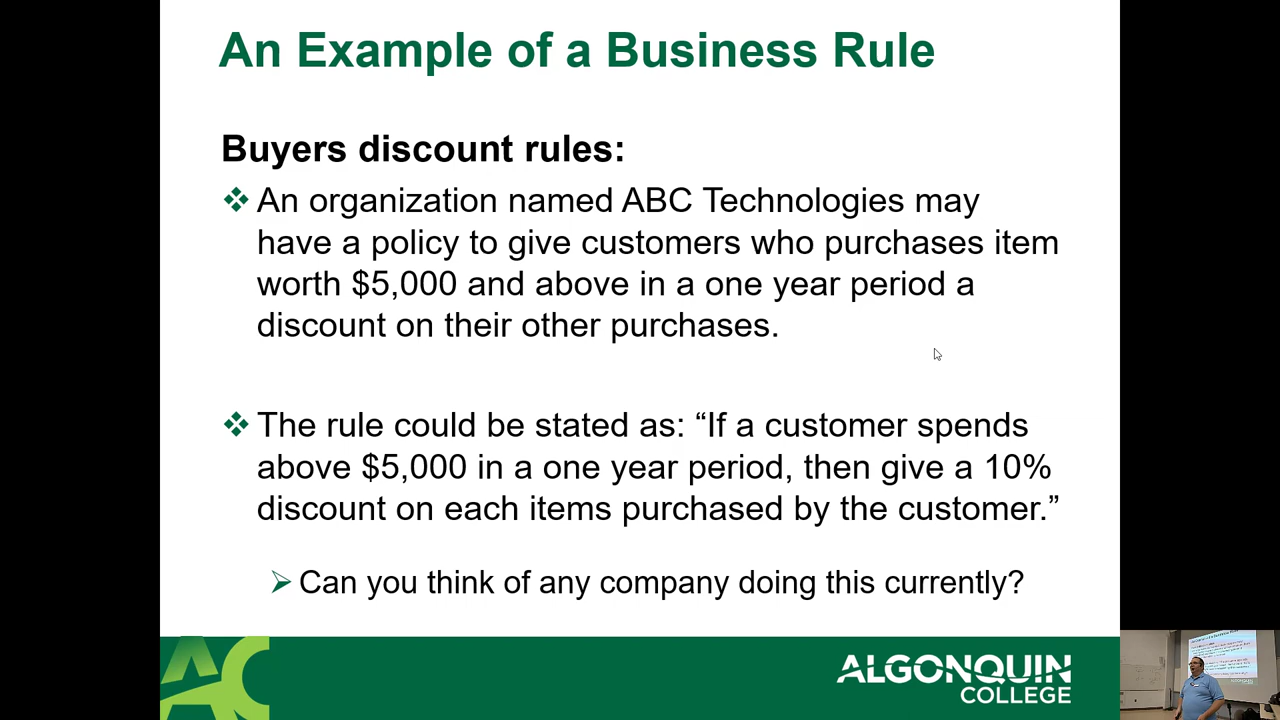 An Example of a Business Rule
Buyers discount rules:
An organization named ABC Technologies may
have a policy to give customers who purchases item
worth $5,000 and above in a one year period a
discount on their other purchases.
The rule could be stated as: “If a customer spends
above $5,000 in a one year period, then give a 10%
discount on each items purchased by the customer.”
Can you think of any company doing this currently?
AC
ALGONQUIN
COLLEGE